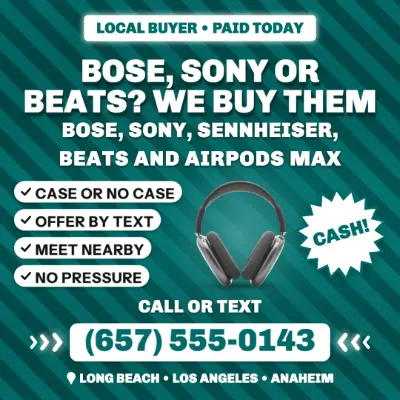 LOCAL BUYER • PAID TODAY
BOSE, SONY OR
BEATS? WE BUY THEM
BOSE, SONY, SENNHEISER,
BEATS AND AIRPODS MAX
✓ CASE OR NO CASE
✓ OFFER BY TEXT
✓ MEET NEARBY
✓ NO PRESSURE
CASH!
CALL OR TEXT
(657) 555-0143
LONG BEACH • LOS ANGELES • ANAHEIM